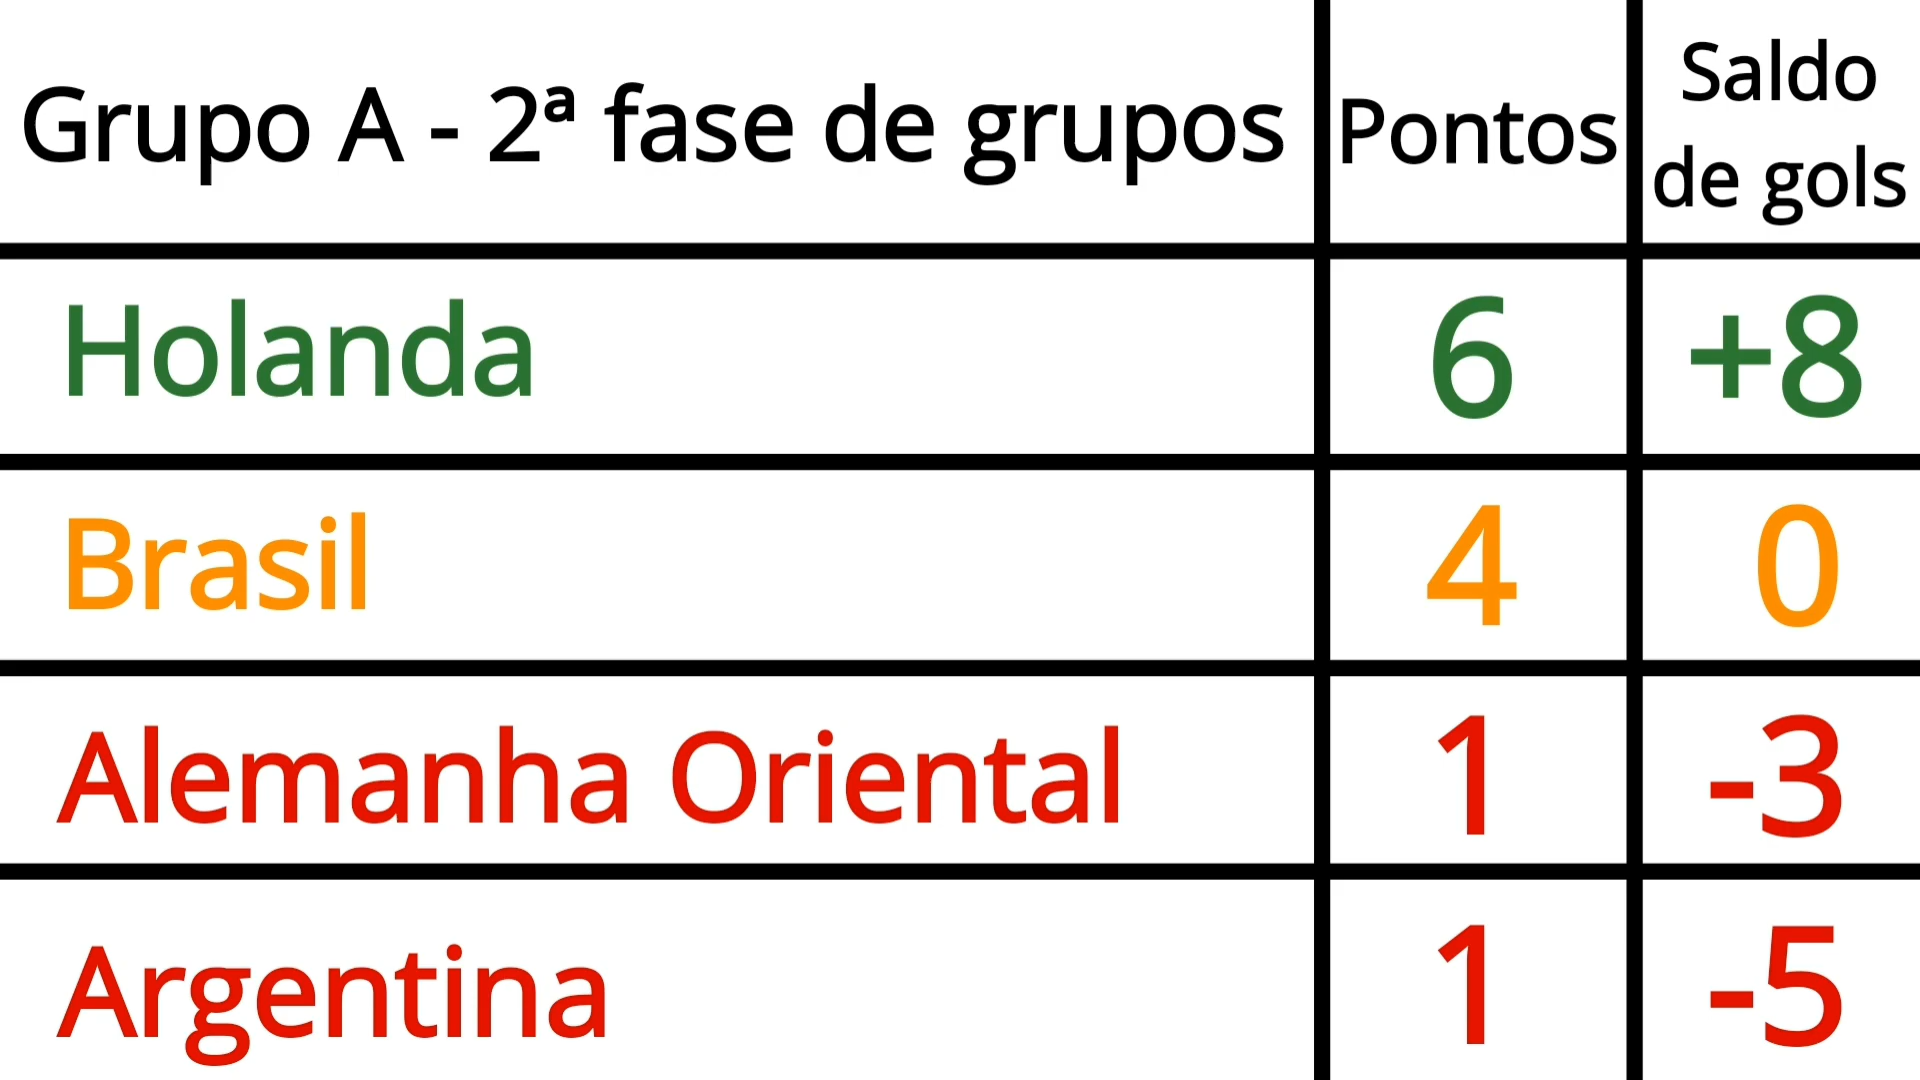 Grupo A - 2ª fase de grupos Pontos Saldo de gols
Holanda 6 +8
Brasil 4 0
Alemanha Oriental 1 -3
Argentina 1 -5